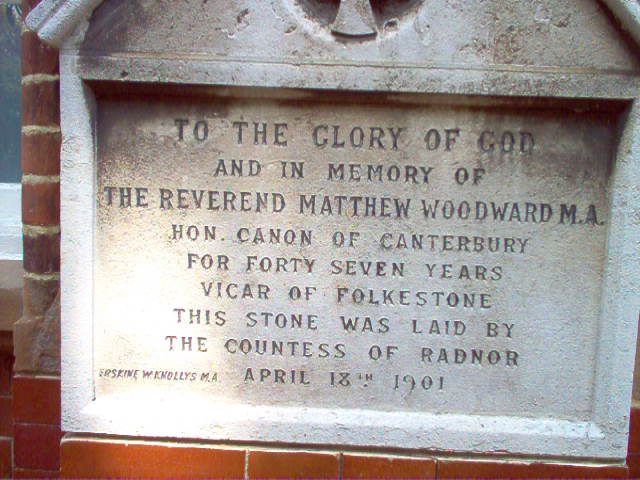 TO THE GLORY OF GOD
AND IN MEMORY OF
THE REVEREND MATTHEW WOODWARD M.A.
HON. CANON OF CANTERBURY
FOR FORTY SEVEN YEARS
VICAR OF FOLKESTONE
THIS STONE WAS LAID BY
THE COUNTESS OF RADNOR
ERSKINE W. KNOLLYS M.A. APRIL 18TH 1901